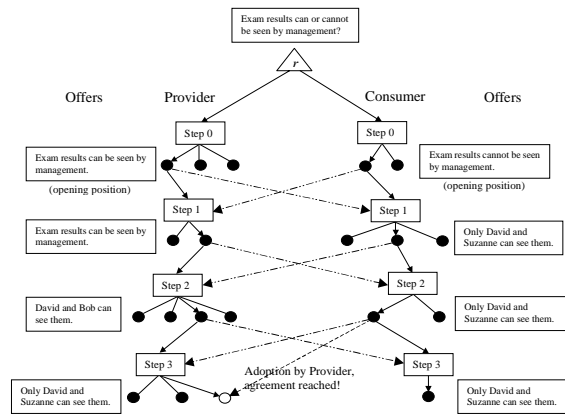 Exam results can or cannot
be seen by management?
r
Offers
Provider
Consumer
Offers
Step 0
Step 0
Exam results can be seen by
management.
(opening position)
Exam results cannot be seen
by management.
(opening position)
Step 1
Step 1
Exam results can be seen by
management.
Only David and
Suzanne can see them.
Step 2
Step 2
David and Bob can
see them.
Only David and
Suzanne can see them.
Step 3
Adoption by Provider,
agreement reached!
Step 3
Only David and
Suzanne can see them.
Only David and
Suzanne can see them.